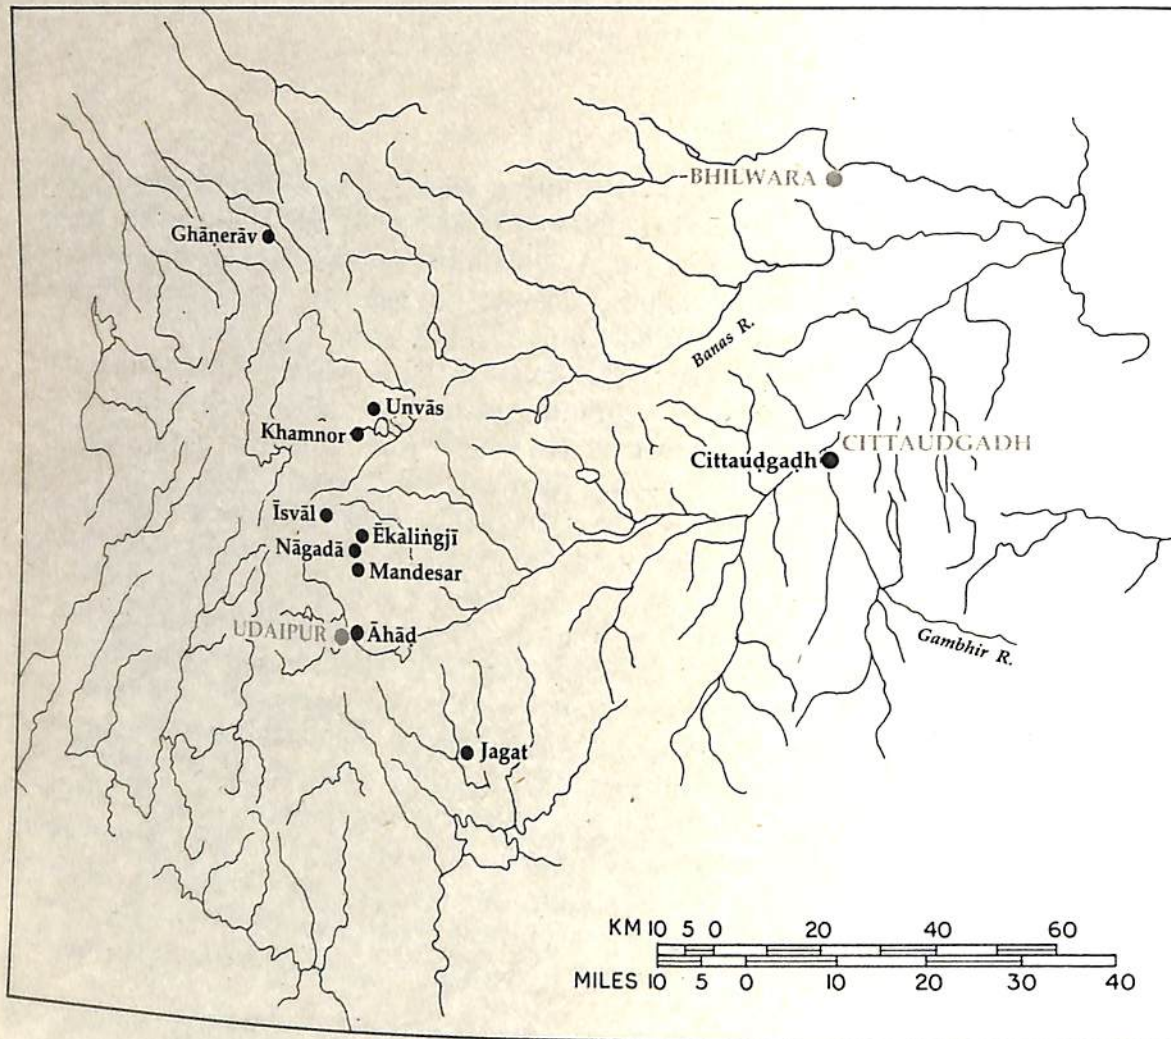 BHILWARA
Ghāṇerāv
Banas R.
Uṇvās
Khamnor
CITTAUDGADH
Cittauḍgaḍh
Īsvāl
Ēkaliṅgjī
Nāgadā
Mandesar
UDAIPUR
Āhāḍ
Gambhir R.
Jagat
KM 10 5 0 20 40 60
MILES 10 5 0 10 20 30 40